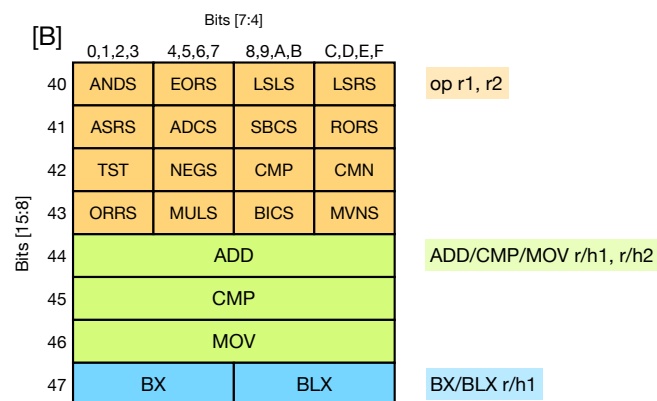 Bits [7:4]
[B]
0,1,2,3 4,5,6,7 8,9,A,B C,D,E,F
40 ANDS EORS LSLS LSRS op r1, r2
41 ASRS ADCS SBCS RORS
42 TST NEGS CMP CMN
43 ORRS MULS BICS MVNS
Bits [15:8]
44 ADD ADD/CMP/MOV r/h1, r/h2
45 CMP
46 MOV
47 BX BLX BX/BLX r/h1